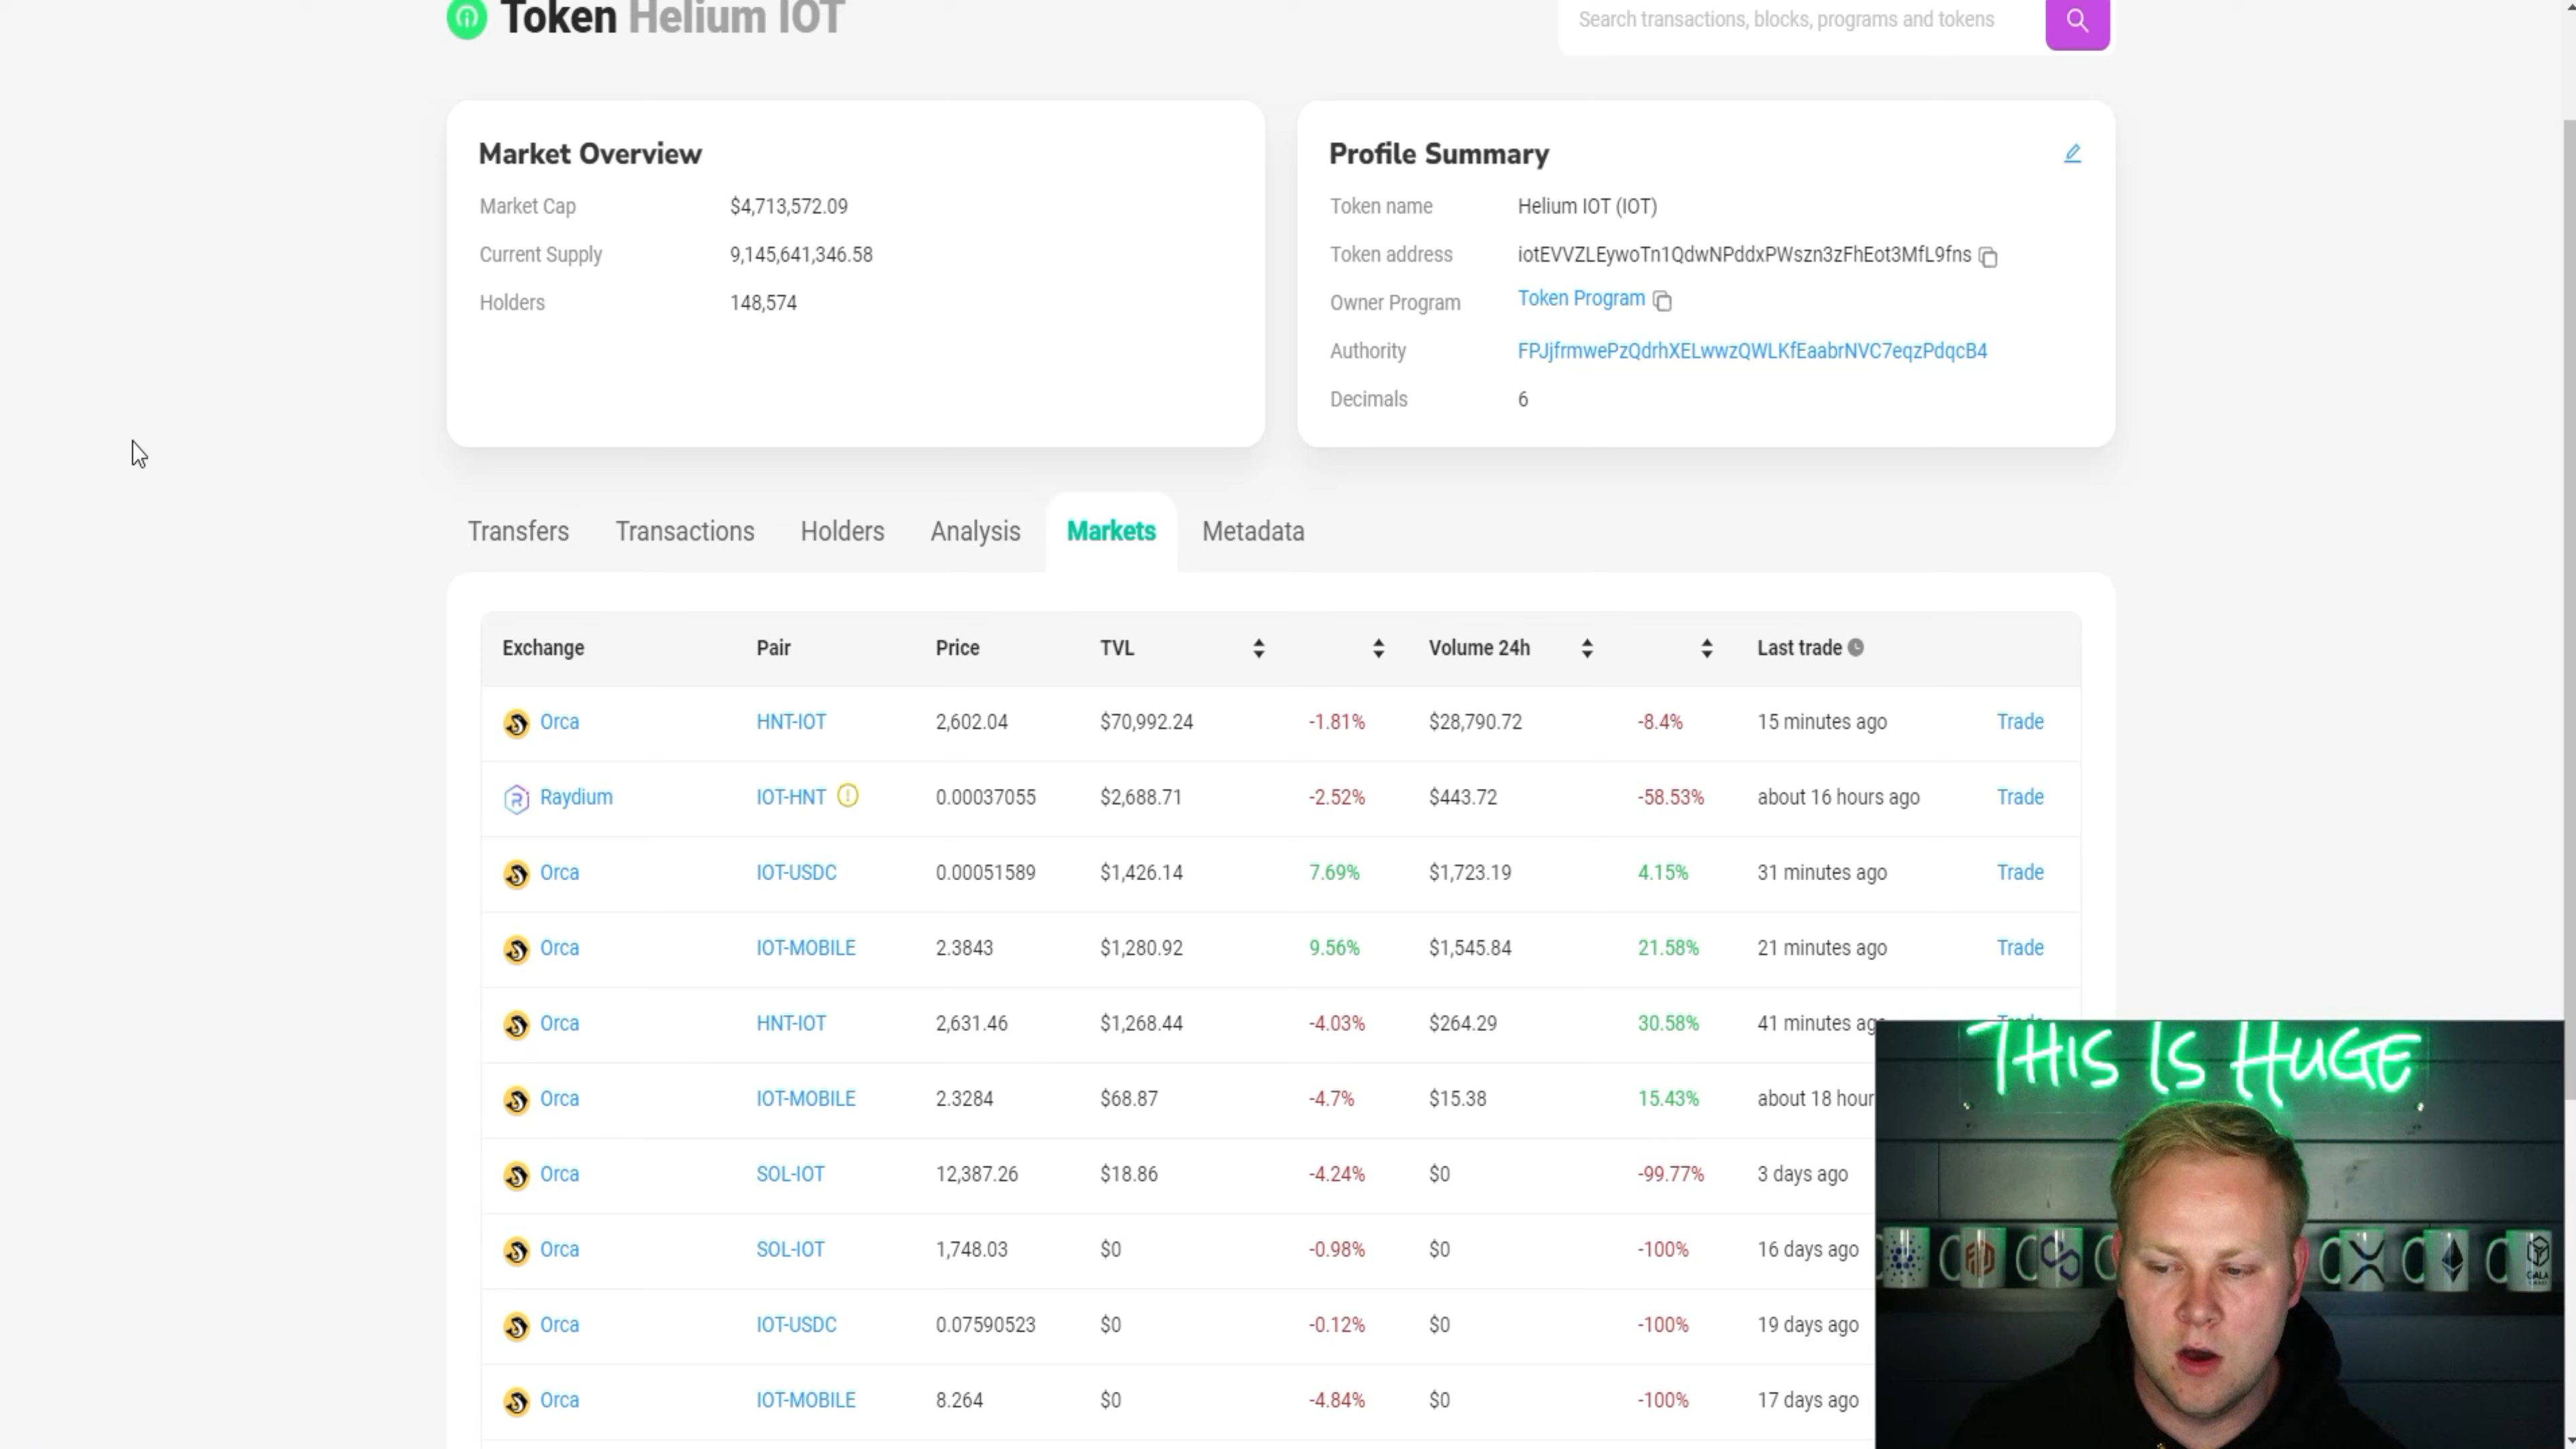 Token Helium IOT
Search transactions, blocks, programs and tokens
Market Overview
Market Cap $4,713,572.09
Current Supply 9,145,641,346.58
Holders 148,574
Profile Summary
Token name Helium IOT (IOT)
Token address iotEVVZLEywoTn1QdwNPddxPWszn3zFhEot3MfL9fns
Owner Program Token Program
Authority FPJjfrmwePzQdrhXELwwzQWLKfEaabrNVC7eqzPdqcB4
Decimals 6
Transfers Transactions Holders Analysis Markets Metadata
Exchange Pair Price TVL Volume 24h Last trade
Orca HNT-IOT 2,602.04 $70,992.24 -1.81% $28,790.72 -8.4% 15 minutes ago Trade
Raydium IOT-HNT 0.00037055 $2,688.71 -2.52% $443.72 -58.53% about 16 hours ago Trade
Orca IOT-USDC 0.00051589 $1,426.14 7.69% $1,723.19 4.15% 31 minutes ago Trade
Orca IOT-MOBILE 2.3843 $1,280.92 9.56% $1,545.84 21.58% 21 minutes ago Trade
Orca HNT-IOT 2,631.46 $1,268.44 -4.03% $264.29 30.58% 41 minutes ago
Orca IOT-MOBILE 2.3284 $68.87 -4.7% $15.38 15.43% about 18 hour
Orca SOL-IOT 12,387.26 $18.86 -4.24% $0 -99.77% 3 days ago
Orca SOL-IOT 1,748.03 $0 -0.98% $0 -100% 16 days ago
Orca IOT-USDC 0.07590523 $0 -0.12% $0 -100% 19 days ago
Orca IOT-MOBILE 8.264 $0 -4.84% $0 -100% 17 days ago
THIS IS HUGE
GALA